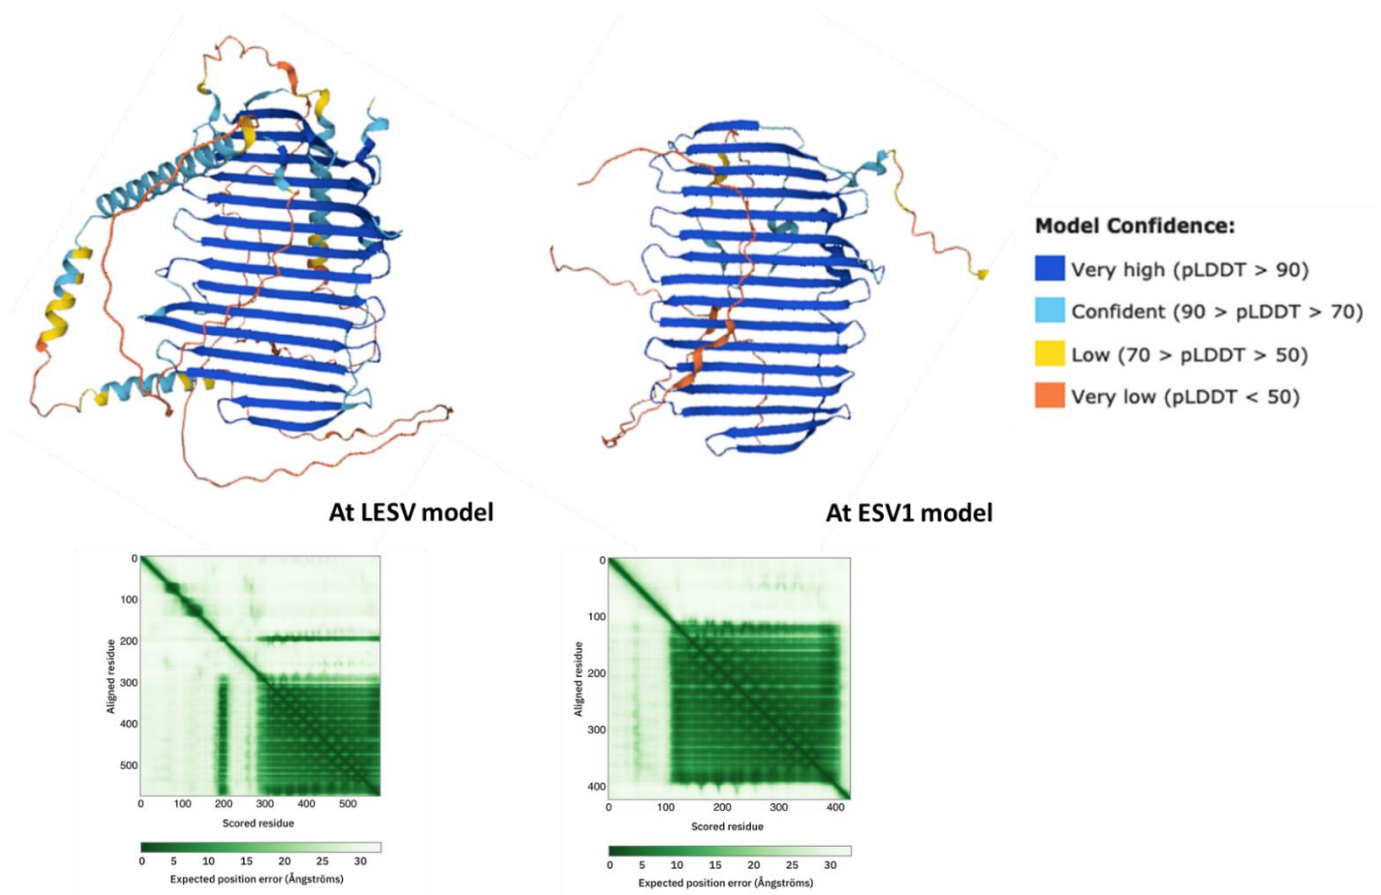 Model Confidence:
Very high (pLDDT > 90)
Confident (90 > pLDDT > 70)
Low (70 > pLDDT > 50)
Very low (pLDDT < 50)
At LESV model
At ESV1 model
0
100
200
300
400
500
Aligned residue
0 100 200 300 400 500
Scored residue
0 5 10 15 20 25 30
Expected position error (Ångströms)
0
100
200
300
400
Aligned residue
0 100 200 300 400
Scored residue
0 5 10 15 20 25 30
Expected position error (Ångströms)